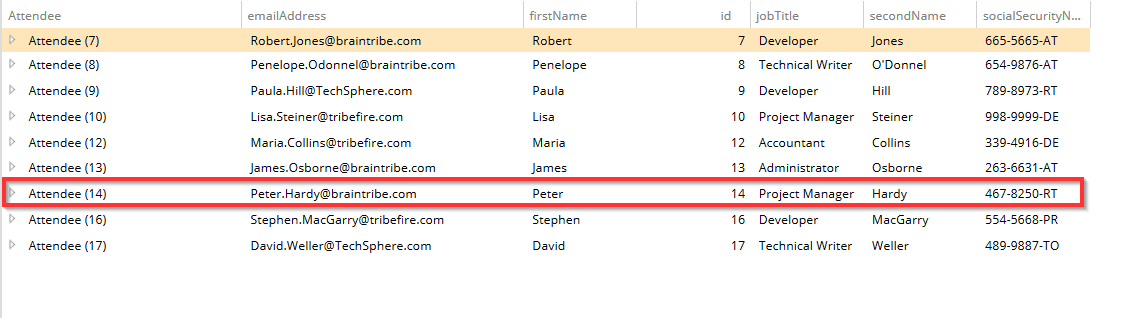 Attendee emailAddress firstName id jobTitle secondName socialSecurityN...
Attendee (7) Robert.Jones@braintribe.com Robert 7 Developer Jones 665-5665-AT
Attendee (8) Penelope.Odonnel@braintribe.com Penelope 8 Technical Writer O'Donnel 654-9876-AT
Attendee (9) Paula.Hill@TechSphere.com Paula 9 Developer Hill 789-8973-RT
Attendee (10) Lisa.Steiner@tribefire.com Lisa 10 Project Manager Steiner 998-9999-DE
Attendee (12) Maria.Collins@tribefire.com Maria 12 Accountant Collins 339-4916-DE
Attendee (13) James.Osborne@braintribe.com James 13 Administrator Osborne 263-6631-AT
Attendee (14) Peter.Hardy@braintribe.com Peter 14 Project Manager Hardy 467-8250-RT
Attendee (16) Stephen.MacGarry@tribefire.com Stephen 16 Developer MacGarry 554-5668-PR
Attendee (17) David.Weller@TechSphere.com David 17 Technical Writer Weller 489-9887-TO